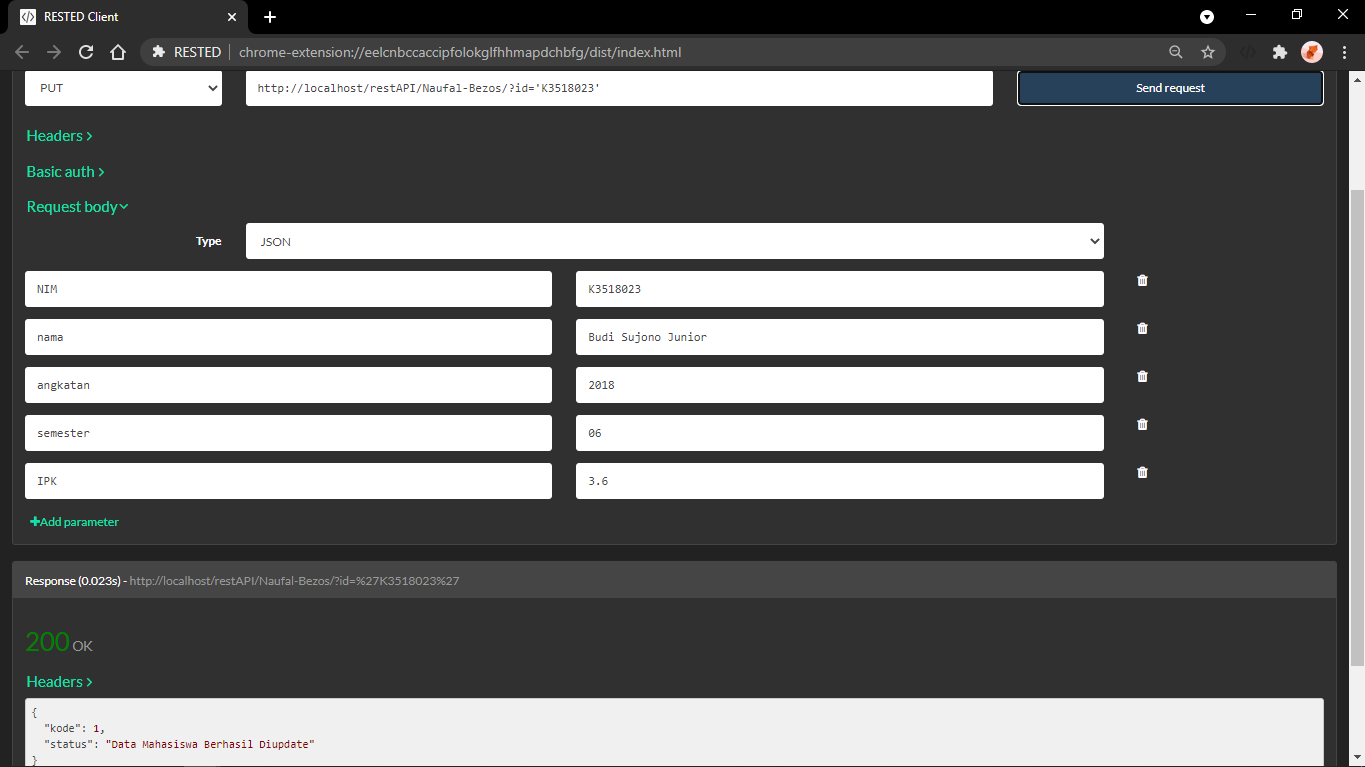 RESTED Client
RESTED chrome-extension://eelcnbccaccipfolokglfhhmapdchbfg/dist/index.html
PUT http://localhost/restAPI/Naufal-Bezos/?id='K3518023' Send request
Headers
Basic auth
Request body
Type JSON
NIM K3518023
nama Budi Sujono Junior
angkatan 2018
semester 06
IPK 3.6
Add parameter
Response (0.023s) - http://localhost/restAPI/Naufal-Bezos/?id=%27K3518023%27
200 OK
Headers
{
"kode": 1,
"status": "Data Mahasiswa Berhasil Diupdate"
}